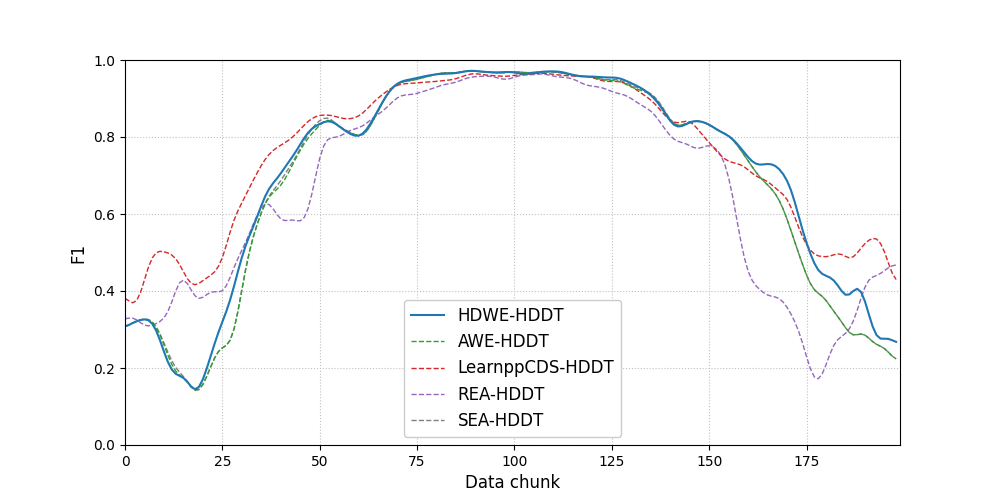 1.0
0.8
0.6
0.4
0.2
0.0
F1
HDWE-HDDT
AWE-HDDT
LearnppCDS-HDDT
REA-HDDT
SEA-HDDT
0 25 50 75 100 125 150 175
Data chunk